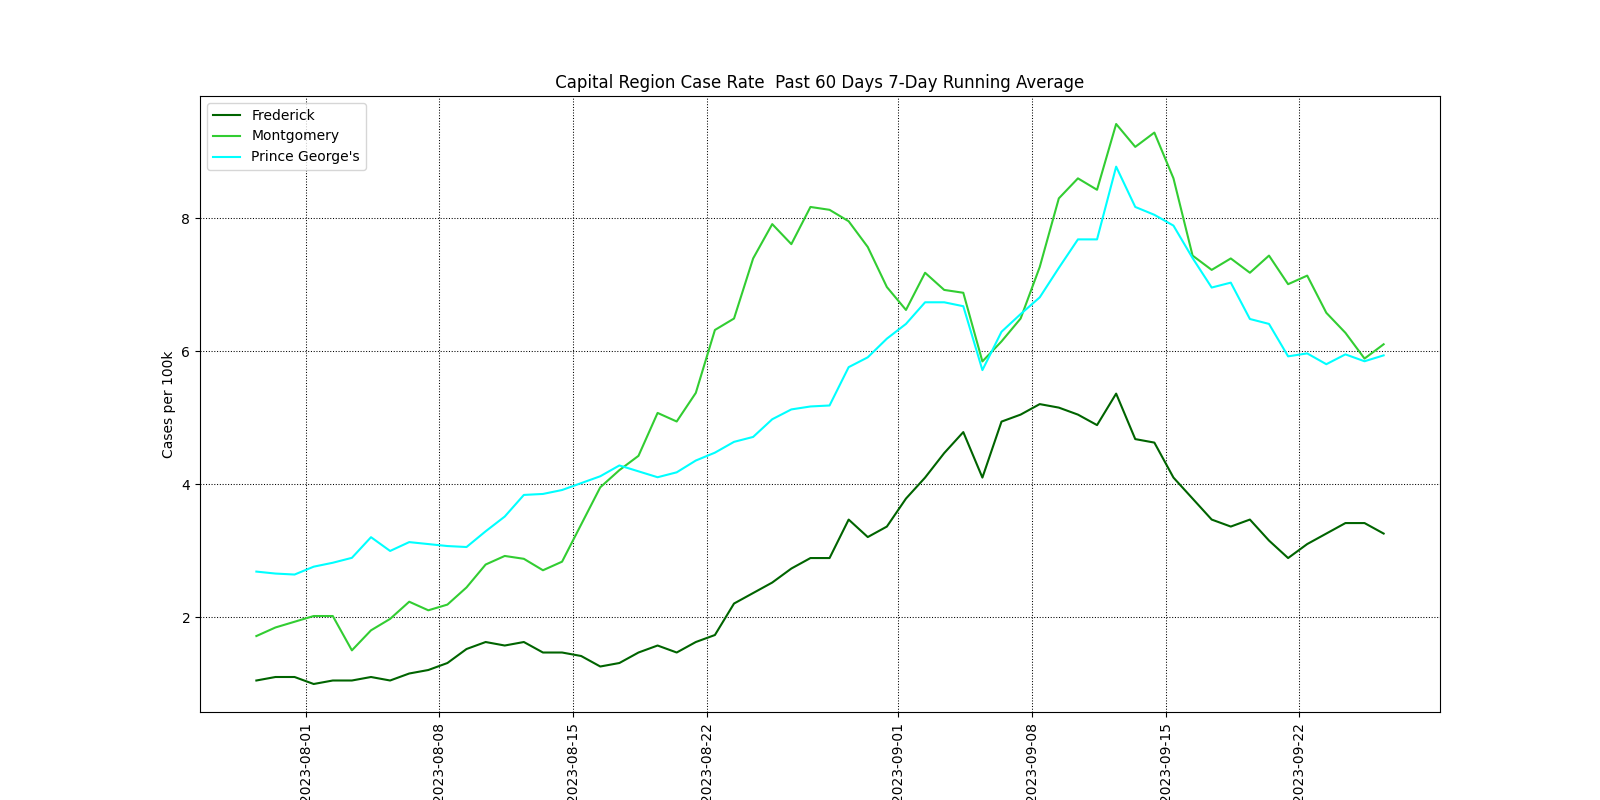 Capital Region Case Rate  Past 60 Days 7-Day Running Average
Frederick
Montgomery
Prince George's
8
6
4
2
Cases per 100k
2023-08-01
2023-08-08
2023-08-15
2023-08-22
2023-09-01
2023-09-08
2023-09-15
2023-09-22